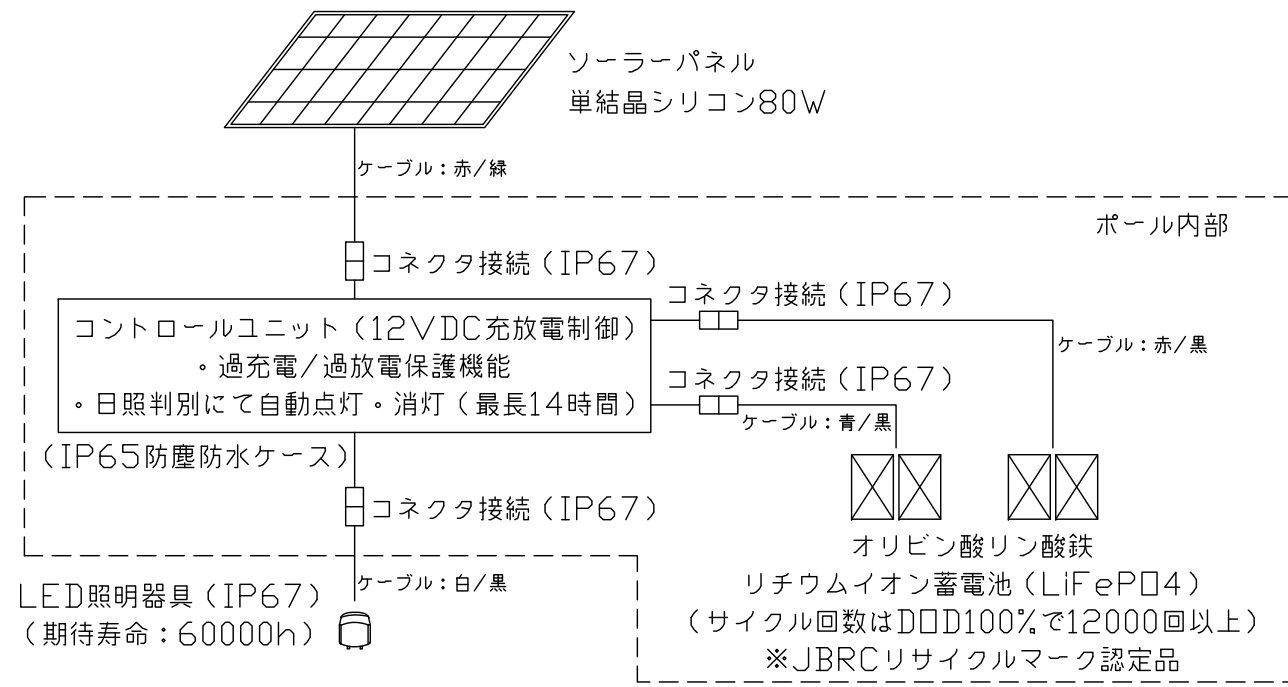 ソーラーパネル
単結晶シリコン80W
ケーブル：赤/緑
ポール内部
コネクタ接続（IP67）
コネクタ接続（IP67）
コントロールユニット（12VDC充放電制御）
・過充電/過放電保護機能
・日照判別にて自動点灯・消灯（最長14時間）
ケーブル：赤/黒
コネクタ接続（IP67）
ケーブル：青/黒
（IP65防塵防水ケース）
コネクタ接続（IP67）
オリビン酸リン酸鉄
リチウムイオン蓄電池（LiFePO4）
（サイクル回数はDOD100%で12000回以上）
※JBRCリサイクルマーク認定品
ケーブル：白/黒
LED照明器具（IP67）
（期待寿命：60000h）